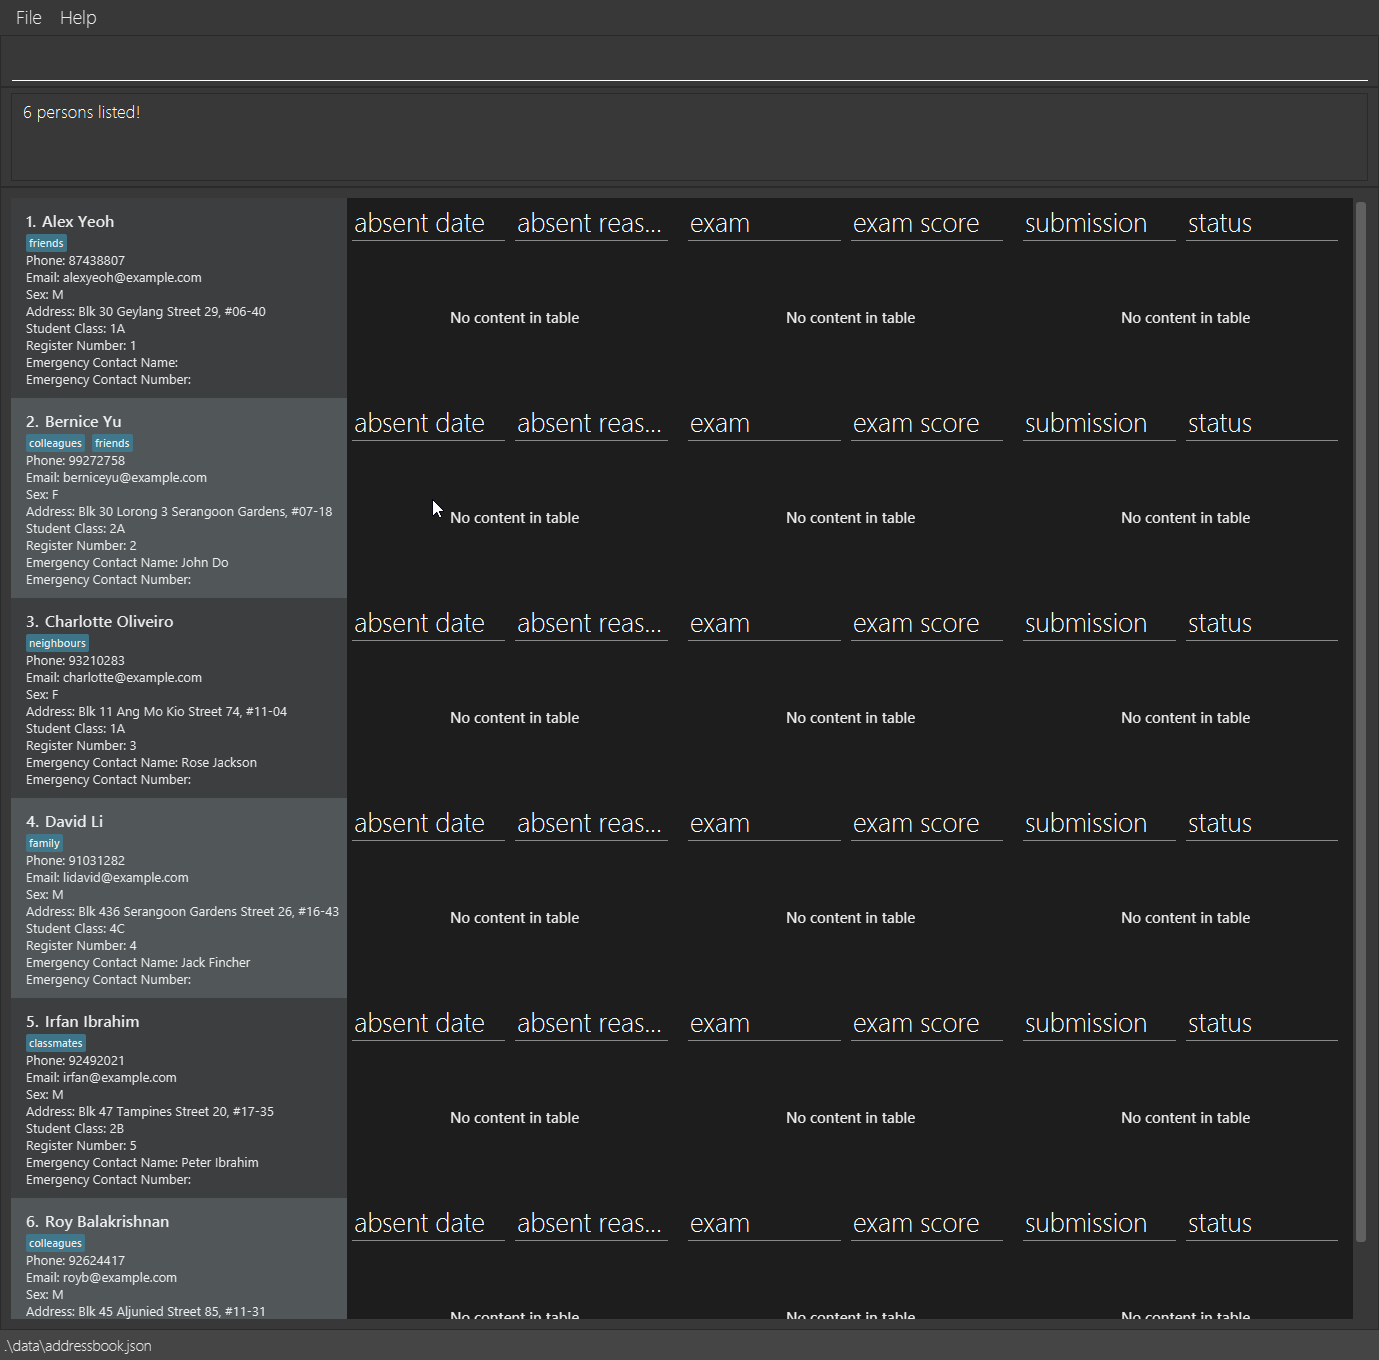 File Help
6 persons listed!
1. Alex Yeoh
friends
Phone: 87438807
Email: alexyeoh@example.com
Sex: M
Address: Blk 30 Geylang Street 29, #06-40
Student Class: 1A
Register Number: 1
Emergency Contact Name:
Emergency Contact Number:
absent date absent reas... exam exam score submission status
No content in table No content in table No content in table
2. Bernice Yu
colleagues friends
Phone: 99272758
Email: berniceyu@example.com
Sex: F
Address: Blk 30 Lorong 3 Serangoon Gardens, #07-18
Student Class: 2A
Register Number: 2
Emergency Contact Name: John Do
Emergency Contact Number:
absent date absent reas... exam exam score submission status
No content in table No content in table No content in table
3. Charlotte Oliveiro
neighbours
Phone: 93210283
Email: charlotte@example.com
Sex: F
Address: Blk 11 Ang Mo Kio Street 74, #11-04
Student Class: 1A
Register Number: 3
Emergency Contact Name: Rose Jackson
Emergency Contact Number:
absent date absent reas... exam exam score submission status
No content in table No content in table No content in table
4. David Li
family
Phone: 91031282
Email: lidavid@example.com
Sex: M
Address: Blk 436 Serangoon Gardens Street 26, #16-43
Student Class: 4C
Register Number: 4
Emergency Contact Name: Jack Fincher
Emergency Contact Number:
absent date absent reas... exam exam score submission status
No content in table No content in table No content in table
5. Irfan Ibrahim
classmates
Phone: 92492021
Email: irfan@example.com
Sex: M
Address: Blk 47 Tampines Street 20, #17-35
Student Class: 2B
Register Number: 5
Emergency Contact Name: Peter Ibrahim
Emergency Contact Number:
absent date absent reas... exam exam score submission status
No content in table No content in table No content in table
6. Roy Balakrishnan
colleagues
Phone: 92624417
Email: royb@example.com
Sex: M
Address: Blk 45 Aljunied Street 85, #11-31
absent date absent reas... exam exam score submission status
No content in table No content in table No content in table
.\data\addressbook.json